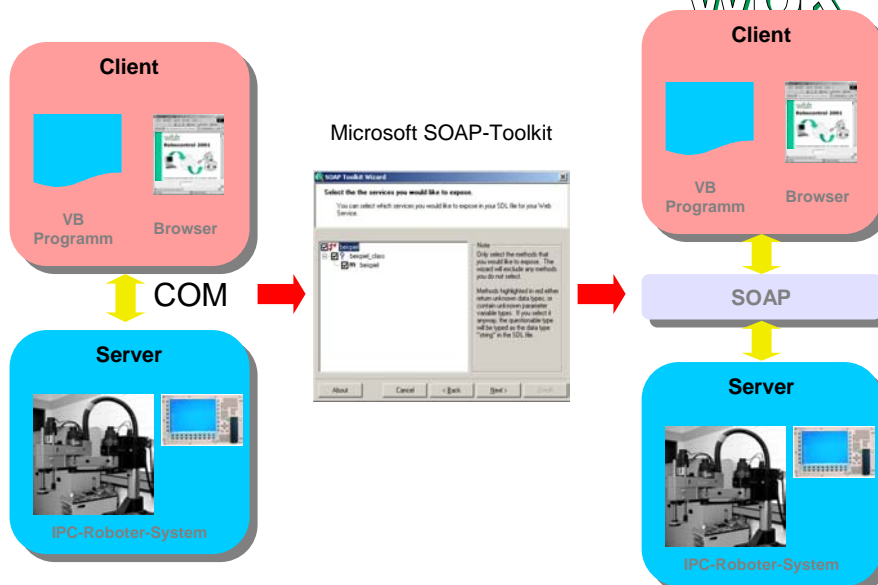 Client
VB
Programm
Browser
COM
Server
IPC-Roboter-System
Microsoft SOAP-Toolkit
SOAP Toolkit Wizard
Select the the services you would like to expose.
You can select which services you would like to expose in your SDL file for your Web
Service.
beispiel
beispiel_class
beispiel
Note
Only select the methods that
you would like to expose. The
wizard will exclude any methods
you do not select.
Methods highlighted in red either
return unknown data types, or
contain unknown parameter
variable types. If you select it
anyway, the questionable type
will be typed as the data type
"string" in the SDL file.
About
Cancel
< Back
Next >
Client
VB
Programm
Browser
SOAP
Server
IPC-Roboter-System